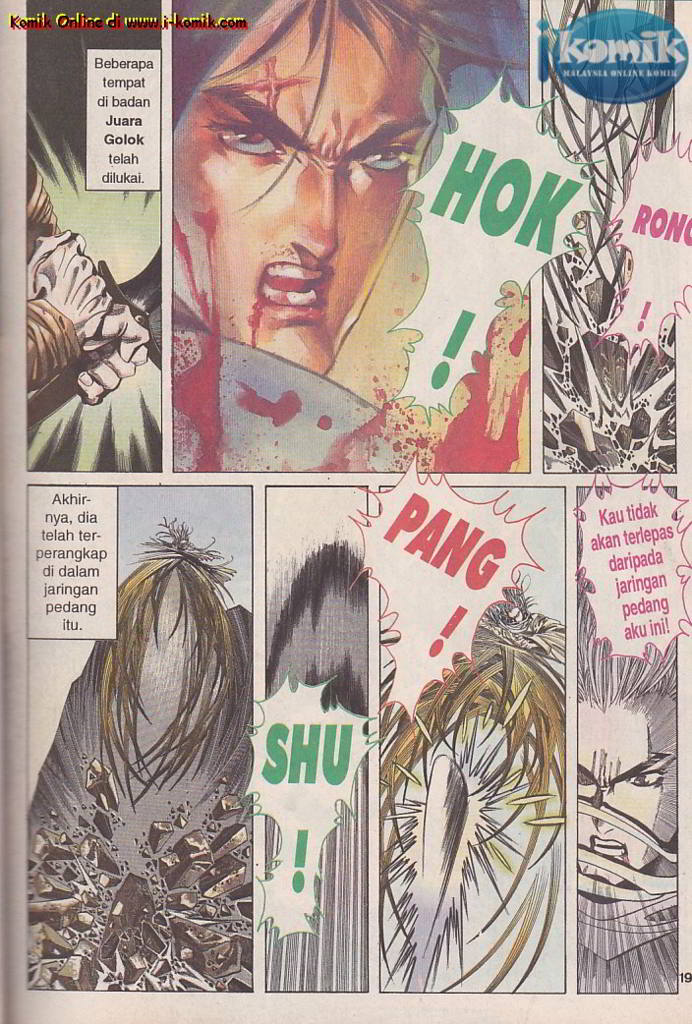 Komik Online di www.i-komik.com
ikomik
MALAYSIA ONLINE KOMIK
Beberapa
tempat
di badan
Juara
Golok
telah
dilukai.
HOK
!
RONG
!
Akhir-
nya, dia
telah ter-
perangkap
di dalam
jaringan
pedang
itu.
SHU
!
PANG
!
Kau tidak
akan terlepas
daripada
jaringan
pedang
aku ini!
19